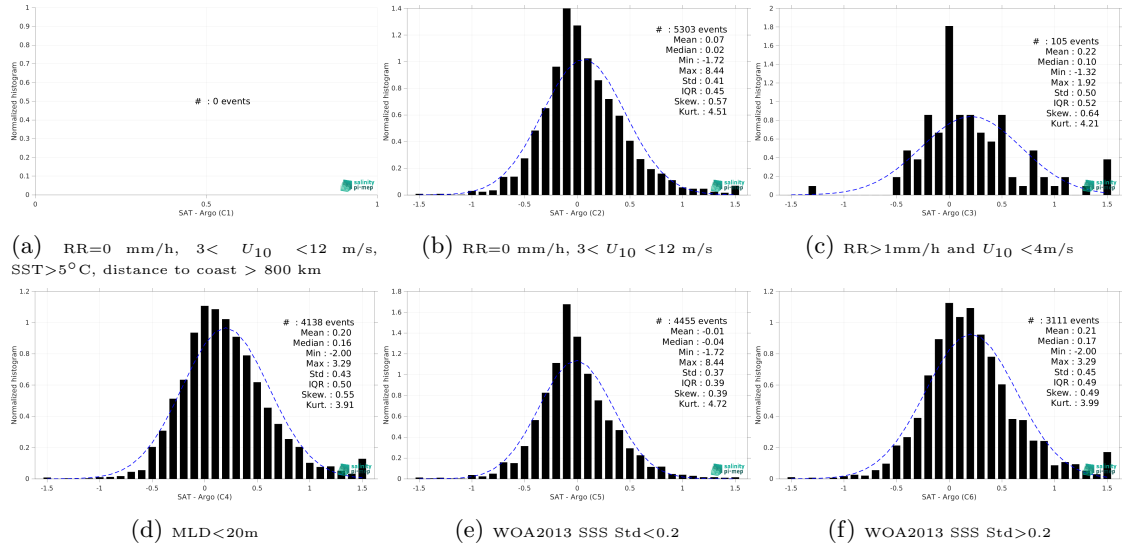 1
0.9
0.8
0.7
0.6
0.5
0.4
0.3
0.2
0.1
0
Normalized histogram
# : 0 events
salinity
pi-mep
0 0.5 1
SAT - Argo (C1)
(a) RR=0 mm/h, 3< U10 <12 m/s,
SST>5°C, distance to coast > 800 km
1.4
1.2
1
0.8
0.6
0.4
0.2
0
Normalized histogram
# : 5303 events
Mean : 0.07
Median : 0.02
Min : -1.72
Max : 8.44
Std : 0.41
IQR : 0.45
Skew. : 0.57
Kurt. : 4.51
salinity
pi-mep
-1.5 -1 -0.5 0 0.5 1 1.5
SAT - Argo (C2)
(b) RR=0 mm/h, 3< U10 <12 m/s
2
1.8
1.6
1.4
1.2
1
0.8
0.6
0.4
0.2
0
Normalized histogram
# : 105 events
Mean : 0.22
Median : 0.10
Min : -1.32
Max : 1.92
Std : 0.50
IQR : 0.52
Skew. : 0.64
Kurt. : 4.21
salinity
pi-mep
-1.5 -1 -0.5 0 0.5 1 1.5
SAT - Argo (C3)
(c) RR>1mm/h and U10 <4m/s
1.2
1
0.8
0.6
0.4
0.2
0
Normalized histogram
# : 4138 events
Mean : 0.20
Median : 0.16
Min : -2.00
Max : 3.29
Std : 0.43
IQR : 0.50
Skew. : 0.55
Kurt. : 3.91
salinity
pi-mep
-1.5 -1 -0.5 0 0.5 1 1.5
SAT - Argo (C4)
(d) MLD<20m
1.8
1.6
1.4
1.2
1
0.8
0.6
0.4
0.2
0
Normalized histogram
# : 4455 events
Mean : -0.01
Median : -0.04
Min : -1.72
Max : 8.44
Std : 0.37
IQR : 0.39
Skew. : 0.39
Kurt. : 4.72
salinity
pi-mep
-1.5 -1 -0.5 0 0.5 1 1.5
SAT - Argo (C5)
(e) WOA2013 SSS Std<0.2
1.2
1
0.8
0.6
0.4
0.2
0
Normalized histogram
# : 3111 events
Mean : 0.21
Median : 0.17
Min : -2.00
Max : 3.29
Std : 0.45
IQR : 0.49
Skew. : 0.49
Kurt. : 3.99
salinity
pi-mep
-1.5 -1 -0.5 0 0.5 1 1.5
SAT - Argo (C6)
(f) WOA2013 SSS Std>0.2